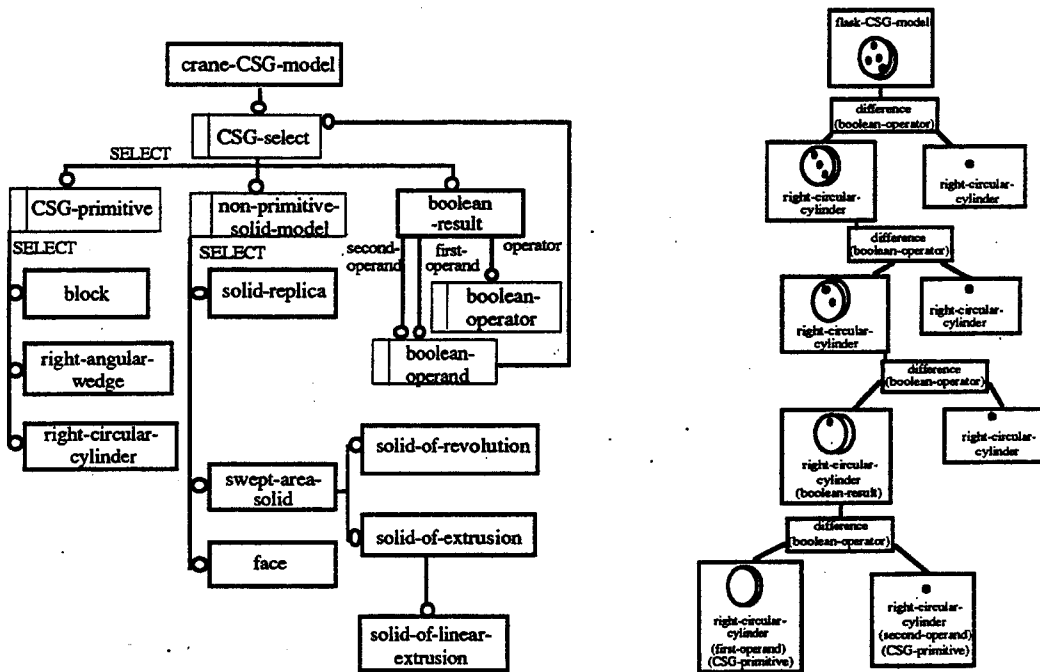 crane-CSG-model
CSG-select
SELECT
CSG-primitive
SELECT
block
right-angular-
wedge
right-circular-
cylinder
non-primitive-
solid-model
SELECT
solid-replica
swept-area-
solid
face
solid-of-revolution
solid-of-extrusion
solid-of-linear-
extrusion
boolean
-result
second-
operand
first-
operand
operator
boolean-
operator
boolean-
operand
flask-CSG-model
difference
(boolean-operator)
right-circular-
cylinder
right-circular-
cylinder
difference
(boolean-operator)
right-circular-
cylinder
right-circular-
cylinder
difference
(boolean-operator)
right-circular-
cylinder
(boolean-result)
right-circular-
cylinder
difference
(boolean-operator)
right-circular-
cylinder
(first-operand)
(CSG-primitive)
right-circular-
cylinder
(second-operand)
(CSG-primitive)